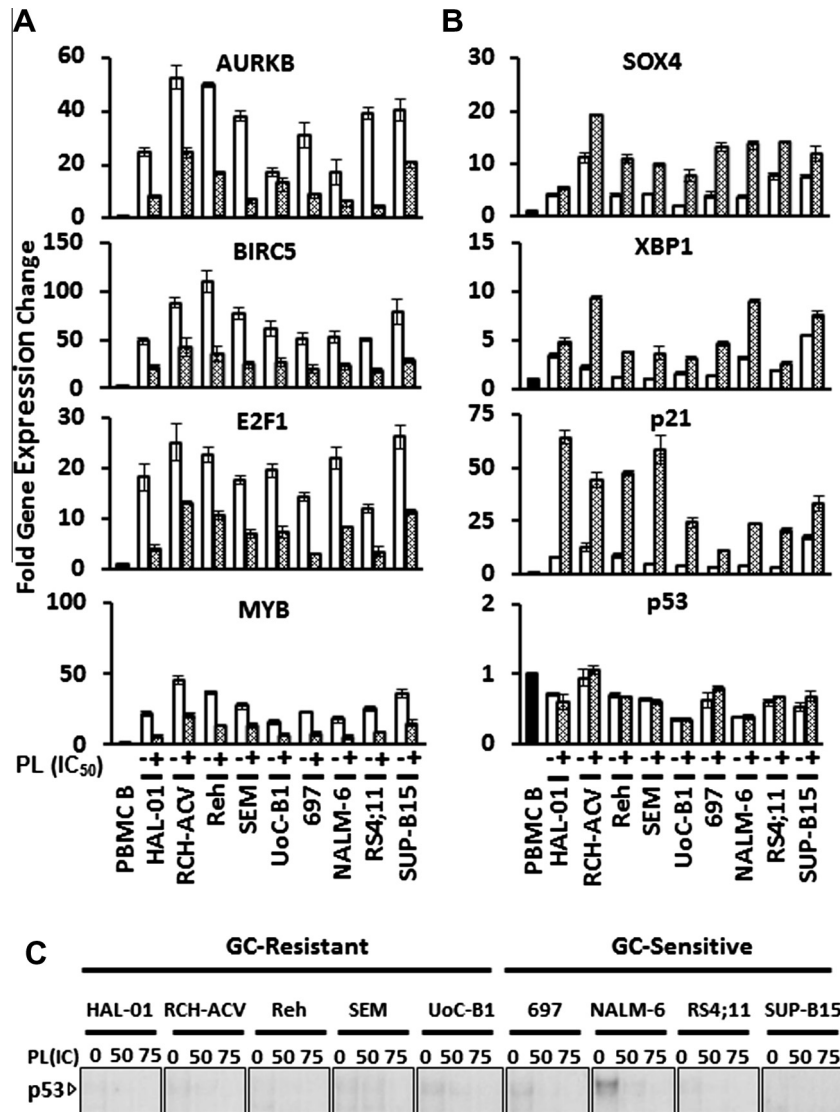 A
B
Fold Gene Expression Change
AURKB
60
40
20
0
BIRC5
150
100
50
0
E2F1
30
20
10
0
MYB
100
50
0
SOX4
30
20
10
0
XBP1
15
10
5
0
p21
75
50
25
0
p53
2
1
0
PL (IC50) -+ -+ -+ -+ -+ -+ -+ -+ -+
PBMC B HAL-01 RCH-ACV Reh SEM UoC-B1 697 NALM-6 RS4;11 SUP-B15
-+ -+ -+ -+ -+ -+ -+ -+ -+
PBMC B HAL-01 RCH-ACV Reh SEM UoC-B1 697 NALM-6 RS4;11 SUP-B15
C
GC-Resistant GC-Sensitive
HAL-01 RCH-ACV Reh SEM UoC-B1 697 NALM-6 RS4;11 SUP-B15
PL(IC) 0 50 75 0 50 75 0 50 75 0 50 75 0 50 75 0 50 75 0 50 75 0 50 75 0 50 75
p53